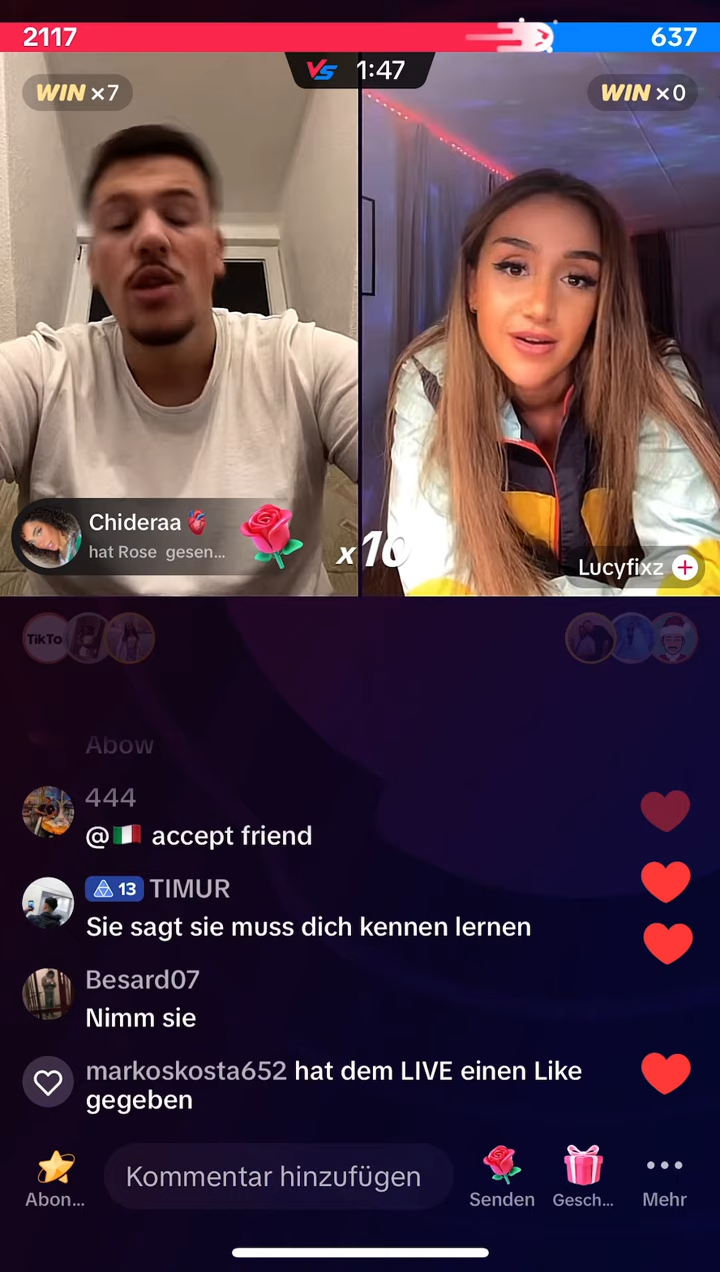 2117
637
VS 1:47
WIN ×7
WIN ×0
Chideraa
hat Rose gesen...
x10
Lucyfixz
TikTo
Abow
444
@🇮🇹 accept friend
13 TIMUR
Sie sagt sie muss dich kennen lernen
Besard07
Nimm sie
markoskosta652 hat dem LIVE einen Like
gegeben
Kommentar hinzufügen
Abon...
Senden
Gesch...
Mehr